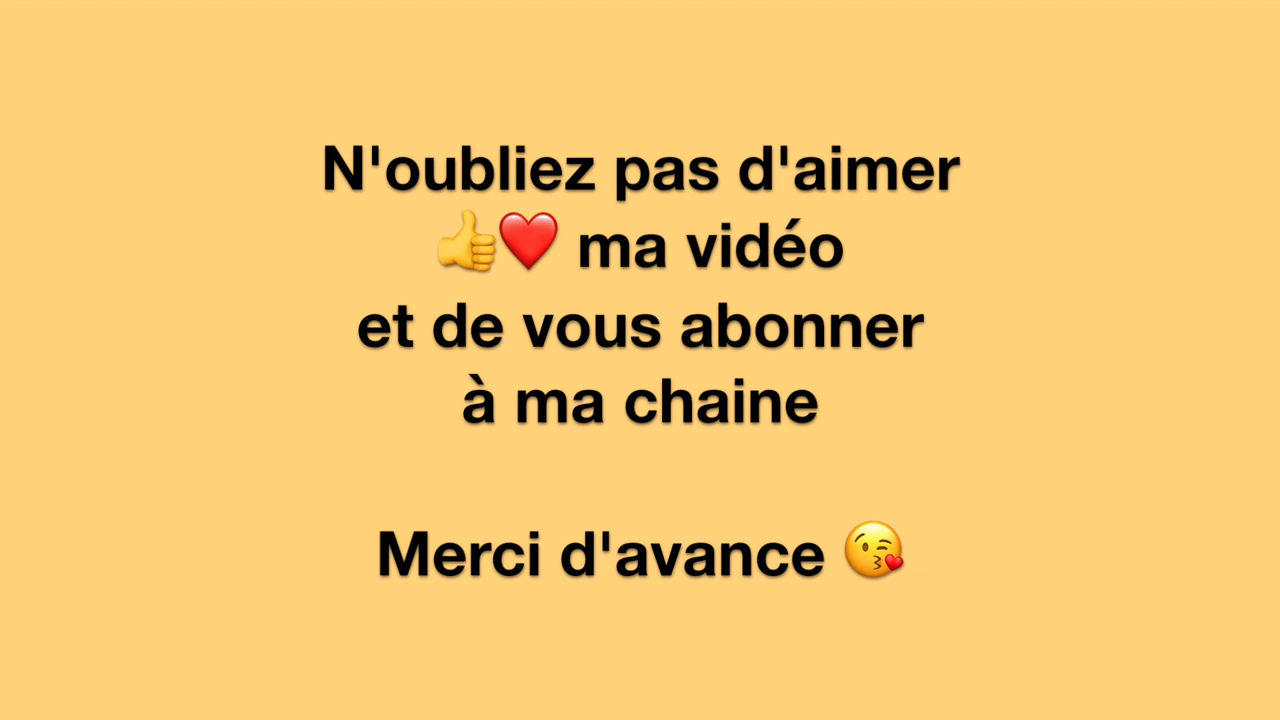 N'oubliez pas d'aimer
👍❤️ ma vidéo
et de vous abonner
à ma chaine
Merci d'avance 😘